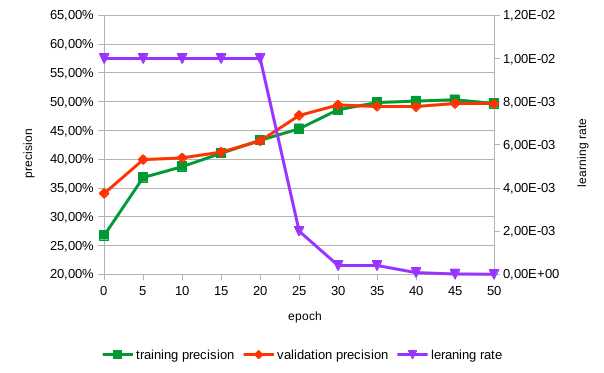 65,00% 1,20E-02
60,00% 1,00E-02
55,00%
50,00% 8,00E-03
45,00% 6,00E-03
40,00%
35,00% 4,00E-03
30,00% 2,00E-03
25,00%
20,00% 0,00E+00
precision
learning rate
0 5 10 15 20 25 30 35 40 45 50
epoch
training precision validation precision leraning rate